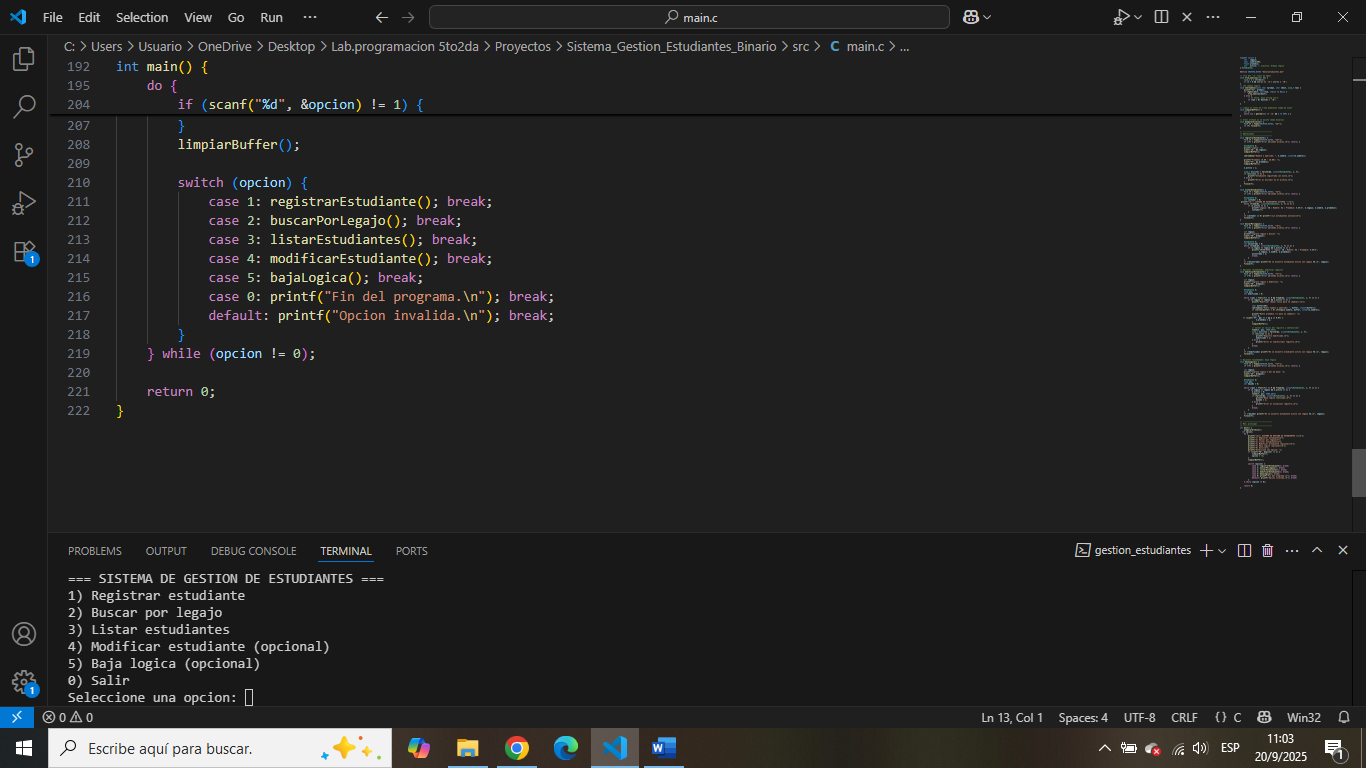 File Edit Selection View Go Run ··· main.c
C: > Users > Usuario > OneDrive > Desktop > Lab.programacion 5to2da > Proyectos > Sistema_Gestion_Estudiantes_Binario > src > C main.c > ...
192 int main() {
195 do {
204 if (scanf("%d", &opcion) != 1) {
207 }
208 limpiarBuffer();
209
210 switch (opcion) {
211 case 1: registrarEstudiante(); break;
212 case 2: buscarPorLegajo(); break;
213 case 3: listarEstudiantes(); break;
214 case 4: modificarEstudiante(); break;
215 case 5: bajaLogica(); break;
216 case 0: printf("Fin del programa.\n"); break;
217 default: printf("Opcion invalida.\n"); break;
218 }
219 } while (opcion != 0);
220
221 return 0;
222 }
1
PROBLEMS OUTPUT DEBUG CONSOLE TERMINAL PORTS gestion_estudiantes
=== SISTEMA DE GESTION DE ESTUDIANTES ===
1) Registrar estudiante
2) Buscar por legajo
3) Listar estudiantes
4) Modificar estudiante (opcional)
5) Baja logica (opcional)
0) Salir
Seleccione una opcion:
1
0 0 Ln 13, Col 1 Spaces: 4 UTF-8 CRLF {} C Win32
Escribe aquí para buscar. ESP 11:03
20/9/2025 1